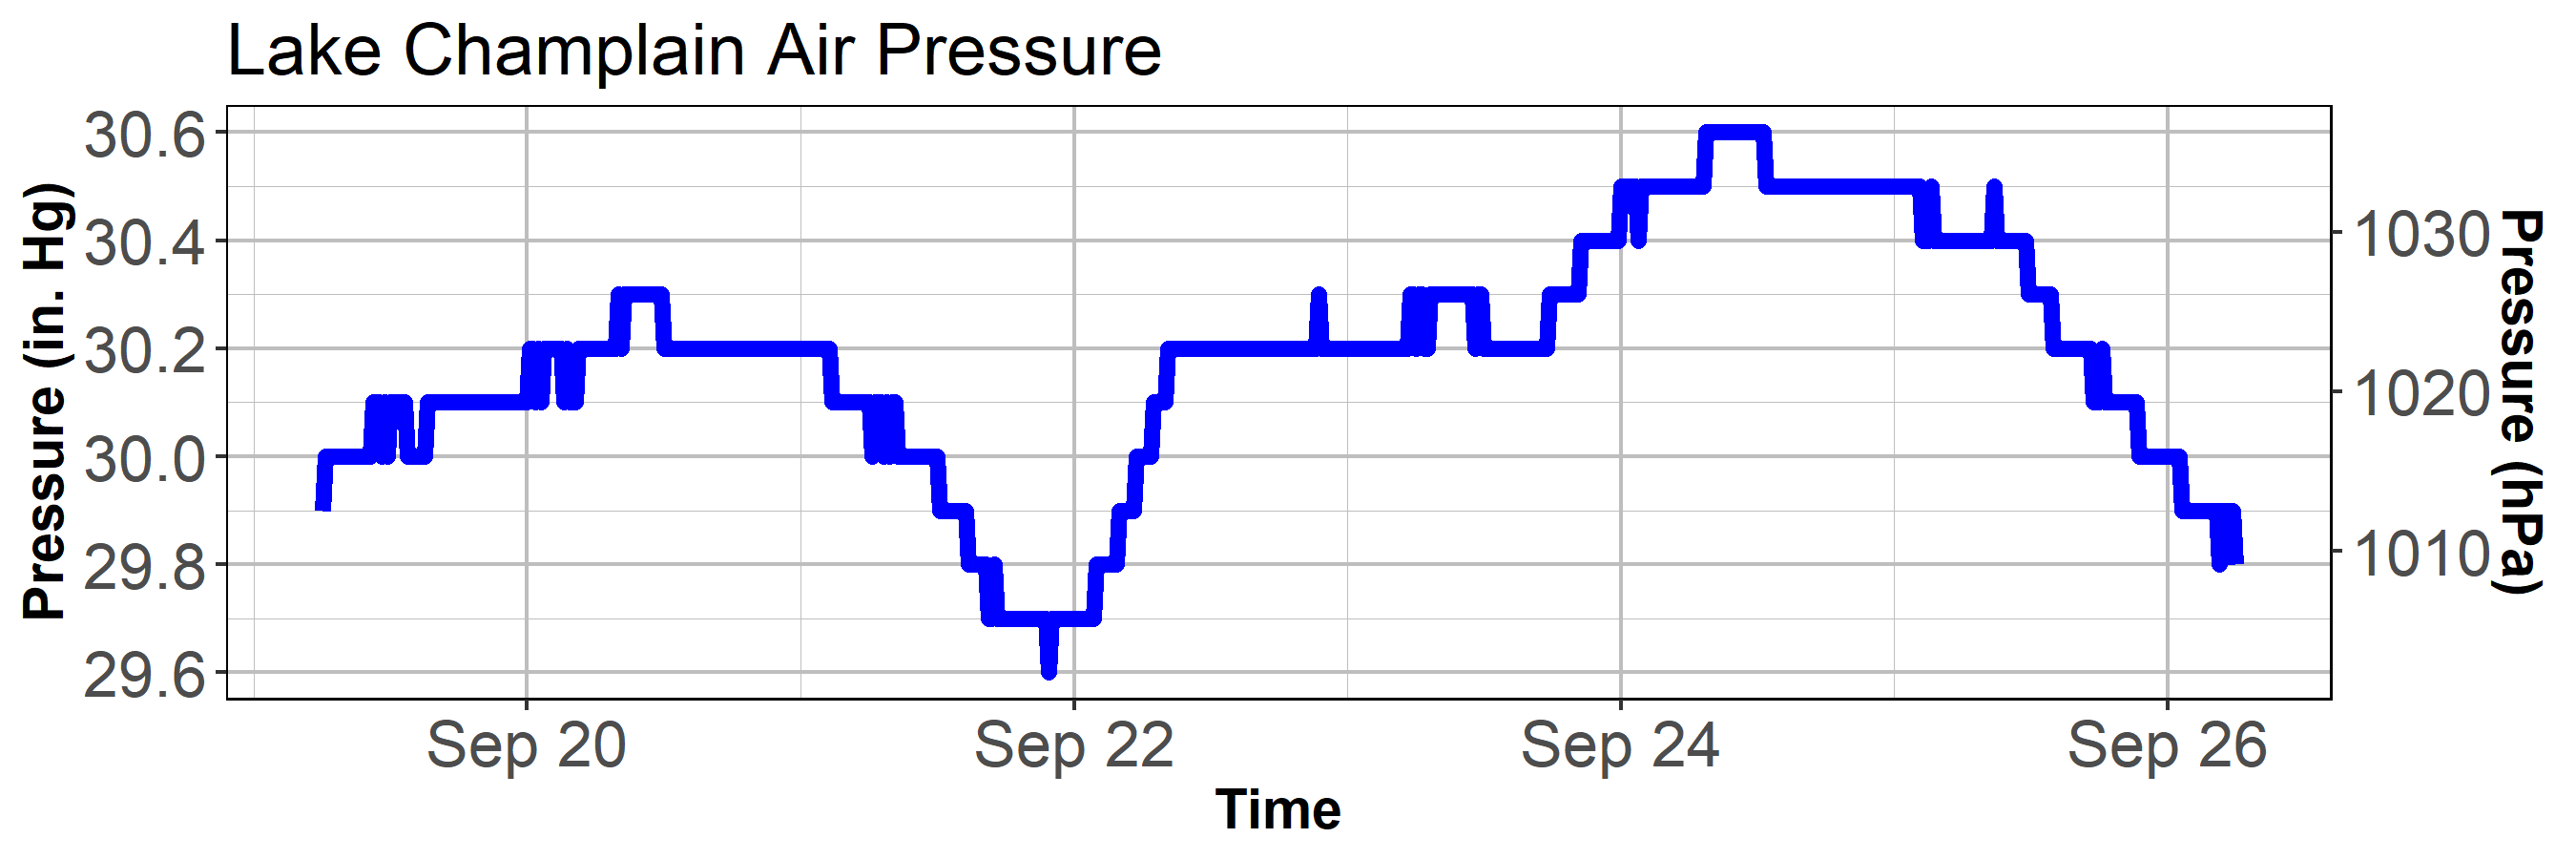 Lake Champlain Air Pressure
Pressure (in. Hg)
30.6
30.4
30.2
30.0
29.8
29.6
1030
1020
1010
Pressure (hPa)
Sep 20 Sep 22 Sep 24 Sep 26
Time